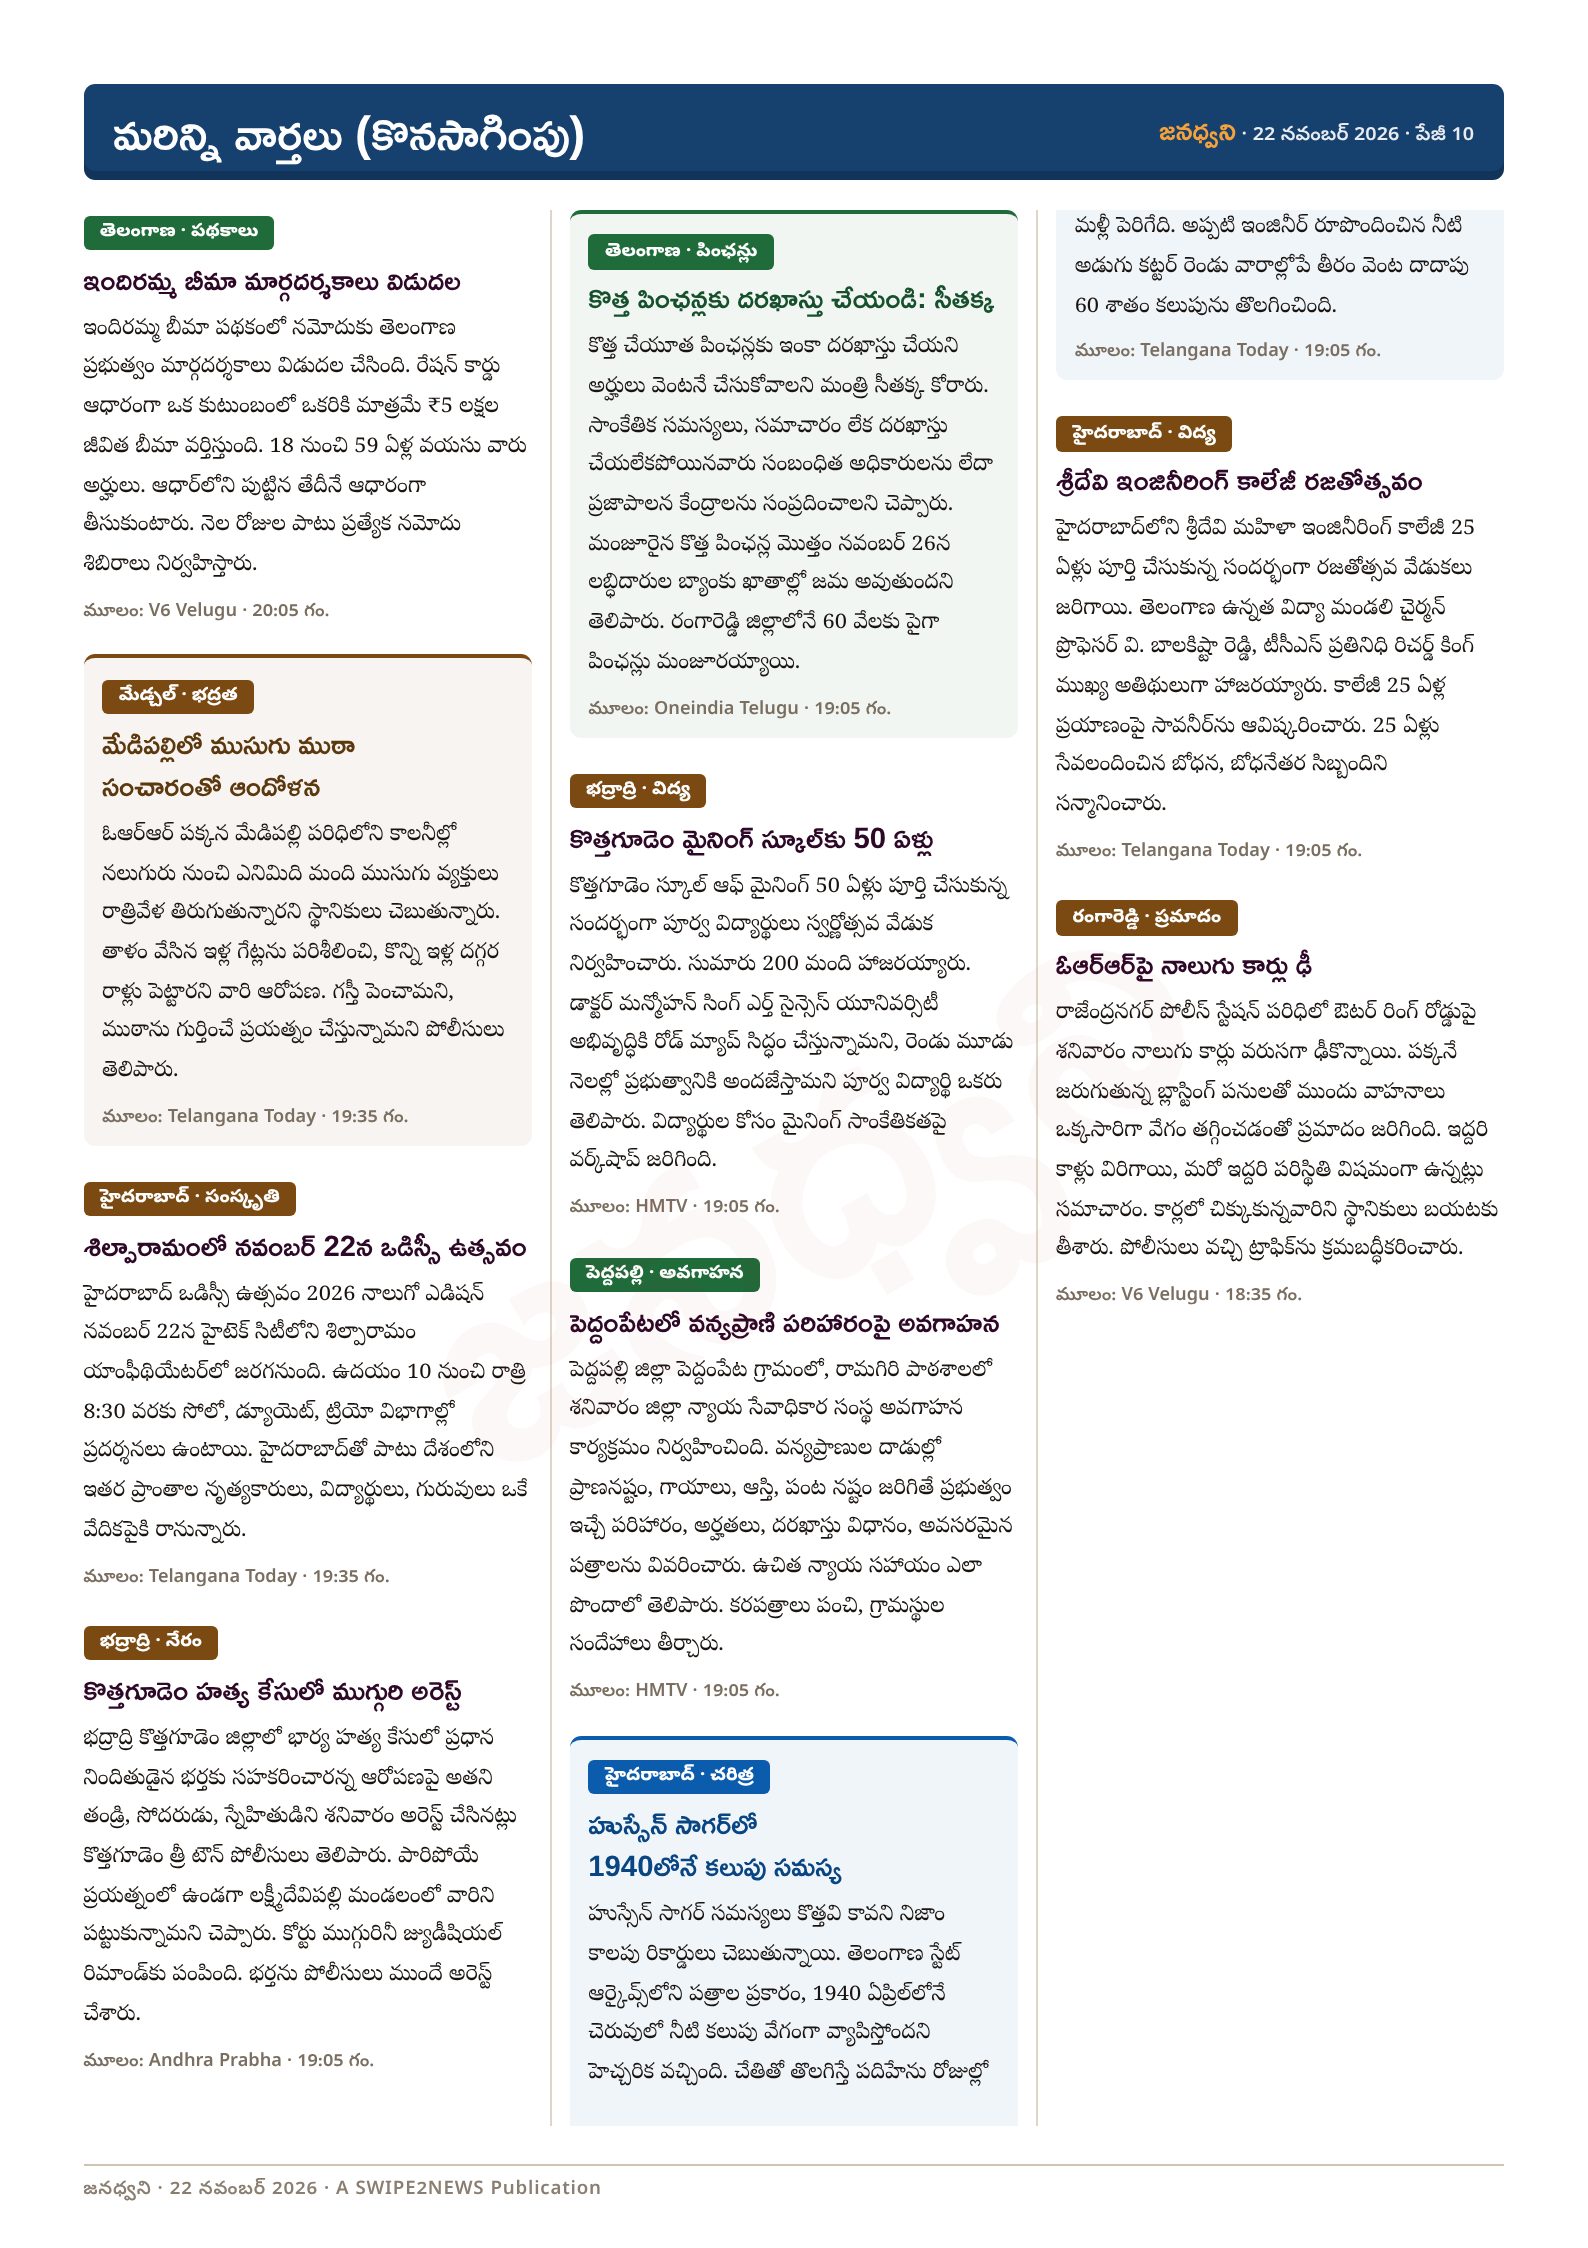 మరిన్ని వార్తలు (కొనసాగింపు)
జనధ్వని · 22 నవంబర్ 2026 · పేజీ 10
తెలంగాణ · పథకాలు
ఇందిరమ్మ బీమా మార్గదర్శకాలు విడుదల
ఇందిరమ్మ బీమా పథకంలో నమోదుకు తెలంగాణ
ప్రభుత్వం మార్గదర్శకాలు విడుదల చేసింది. రేషన్ కార్డు
ఆధారంగా ఒక కుటుంబంలో ఒకరికి మాత్రమే ₹5 లక్షల
జీవిత బీమా వర్తిస్తుంది. 18 నుంచి 59 ఏళ్ల వయసు వారు
అర్హులు. ఆధార్‌లోని పుట్టిన తేదీనే ఆధారంగా
తీసుకుంటారు. నెల రోజుల పాటు ప్రత్యేక నమోదు
శిబిరాలు నిర్వహిస్తారు.
మూలం: V6 Velugu · 20:05 గం.
మేడ్చల్ · భద్రత
మేడిపల్లిలో ముసుగు ముఠా
సంచారంతో ఆందోళన
ఓఆర్ఆర్ పక్కన మేడిపల్లి పరిధిలోని కాలనీల్లో
నలుగురు నుంచి ఎనిమిది మంది ముసుగు వ్యక్తులు
రాత్రివేళ తిరుగుతున్నారని స్థానికులు చెబుతున్నారు.
తాళం వేసిన ఇళ్ల గేట్లను పరిశీలించి, కొన్ని ఇళ్ల దగ్గర
రాళ్లు పెట్టారని వారి ఆరోపణ. గస్తీ పెంచామని,
ముఠాను గుర్తించే ప్రయత్నం చేస్తున్నామని పోలీసులు
తెలిపారు.
మూలం: Telangana Today · 19:35 గం.
హైదరాబాద్ · సంస్కృతి
శిల్పారామంలో నవంబర్ 22న ఒడిస్సీ ఉత్సవం
హైదరాబాద్ ఒడిస్సీ ఉత్సవం 2026 నాలుగో ఎడిషన్
నవంబర్ 22న హైటెక్ సిటీలోని శిల్పారామం
యాంఫీథియేటర్‌లో జరగనుంది. ఉదయం 10 నుంచి రాత్రి
8:30 వరకు సోలో, డ్యూయెట్, ట్రియో విభాగాల్లో
ప్రదర్శనలు ఉంటాయి. హైదరాబాద్‌తో పాటు దేశంలోని
ఇతర ప్రాంతాల నృత్యకారులు, విద్యార్థులు, గురువులు ఒకే
వేదికపైకి రానున్నారు.
మూలం: Telangana Today · 19:35 గం.
భద్రాద్రి · నేరం
కొత్తగూడెం హత్య కేసులో ముగ్గురి అరెస్ట్
భద్రాద్రి కొత్తగూడెం జిల్లాలో భార్య హత్య కేసులో ప్రధాన
నిందితుడైన భర్తకు సహకరించారన్న ఆరోపణపై అతని
తండ్రి, సోదరుడు, స్నేహితుడిని శనివారం అరెస్ట్ చేసినట్లు
కొత్తగూడెం త్రీ టౌన్ పోలీసులు తెలిపారు. పారిపోయే
ప్రయత్నంలో ఉండగా లక్ష్మీదేవిపల్లి మండలంలో వారిని
పట్టుకున్నామని చెప్పారు. కోర్టు ముగ్గురినీ జ్యుడీషియల్
రిమాండ్‌కు పంపింది. భర్తను పోలీసులు ముందే అరెస్ట్
చేశారు.
మూలం: Andhra Prabha · 19:05 గం.
తెలంగాణ · పింఛన్లు
కొత్త పింఛన్లకు దరఖాస్తు చేయండి: సీతక్క
కొత్త చేయూత పింఛన్లకు ఇంకా దరఖాస్తు చేయని
అర్హులు వెంటనే చేసుకోవాలని మంత్రి సీతక్క కోరారు.
సాంకేతిక సమస్యలు, సమాచారం లేక దరఖాస్తు
చేయలేకపోయినవారు సంబంధిత అధికారులను లేదా
ప్రజాపాలన కేంద్రాలను సంప్రదించాలని చెప్పారు.
మంజూరైన కొత్త పింఛన్ల మొత్తం నవంబర్ 26న
లబ్ధిదారుల బ్యాంకు ఖాతాల్లో జమ అవుతుందని
తెలిపారు. రంగారెడ్డి జిల్లాలోనే 60 వేలకు పైగా
పింఛన్లు మంజూరయ్యాయి.
మూలం: Oneindia Telugu · 19:05 గం.
భద్రాద్రి · విద్య
కొత్తగూడెం మైనింగ్ స్కూల్‌కు 50 ఏళ్లు
కొత్తగూడెం స్కూల్ ఆఫ్ మైనింగ్ 50 ఏళ్లు పూర్తి చేసుకున్న
సందర్భంగా పూర్వ విద్యార్థులు స్వర్ణోత్సవ వేడుక
నిర్వహించారు. సుమారు 200 మంది హాజరయ్యారు.
డాక్టర్ మన్మోహన్ సింగ్ ఎర్త్ సైన్సెస్ యూనివర్సిటీ
అభివృద్ధికి రోడ్ మ్యాప్ సిద్ధం చేస్తున్నామని, రెండు మూడు
నెలల్లో ప్రభుత్వానికి అందజేస్తామని పూర్వ విద్యార్థి ఒకరు
తెలిపారు. విద్యార్థుల కోసం మైనింగ్ సాంకేతికతపై
వర్క్‌షాప్ జరిగింది.
మూలం: HMTV · 19:05 గం.
పెద్దపల్లి · అవగాహన
పెద్దంపేటలో వన్యప్రాణి పరిహారంపై అవగాహన
పెద్దపల్లి జిల్లా పెద్దంపేట గ్రామంలో, రామగిరి పాఠశాలలో
శనివారం జిల్లా న్యాయ సేవాధికార సంస్థ అవగాహన
కార్యక్రమం నిర్వహించింది. వన్యప్రాణుల దాడుల్లో
ప్రాణనష్టం, గాయాలు, ఆస్తి, పంట నష్టం జరిగితే ప్రభుత్వం
ఇచ్చే పరిహారం, అర్హతలు, దరఖాస్తు విధానం, అవసరమైన
పత్రాలను వివరించారు. ఉచిత న్యాయ సహాయం ఎలా
పొందాలో తెలిపారు. కరపత్రాలు పంచి, గ్రామస్థుల
సందేహాలు తీర్చారు.
మూలం: HMTV · 19:05 గం.
హైదరాబాద్ · చరిత్ర
హుస్సేన్ సాగర్‌లో
1940లోనే కలుపు సమస్య
హుస్సేన్ సాగర్ సమస్యలు కొత్తవి కావని నిజాం
కాలపు రికార్డులు చెబుతున్నాయి. తెలంగాణ స్టేట్
ఆర్కైవ్స్‌లోని పత్రాల ప్రకారం, 1940 ఏప్రిల్‌లోనే
చెరువులో నీటి కలుపు వేగంగా వ్యాపిస్తోందని
హెచ్చరిక వచ్చింది. చేతితో తొలగిస్తే పదిహేను రోజుల్లో
మళ్లీ పెరిగేది. అప్పటి ఇంజినీర్ రూపొందించిన నీటి
అడుగు కట్టర్ రెండు వారాల్లోపే తీరం వెంట దాదాపు
60 శాతం కలుపును తొలగించింది.
మూలం: Telangana Today · 19:05 గం.
హైదరాబాద్ · విద్య
శ్రీదేవి ఇంజినీరింగ్ కాలేజీ రజతోత్సవం
హైదరాబాద్‌లోని శ్రీదేవి మహిళా ఇంజినీరింగ్ కాలేజీ 25
ఏళ్లు పూర్తి చేసుకున్న సందర్భంగా రజతోత్సవ వేడుకలు
జరిగాయి. తెలంగాణ ఉన్నత విద్యా మండలి చైర్మన్
ప్రొఫెసర్ వి. బాలకిష్టా రెడ్డి, టీసీఎస్ ప్రతినిధి రిచర్డ్ కింగ్
ముఖ్య అతిథులుగా హాజరయ్యారు. కాలేజీ 25 ఏళ్ల
ప్రయాణంపై సావనీర్‌ను ఆవిష్కరించారు. 25 ఏళ్లు
సేవలందించిన బోధన, బోధనేతర సిబ్బందిని
సన్మానించారు.
మూలం: Telangana Today · 19:05 గం.
రంగారెడ్డి · ప్రమాదం
ఓఆర్ఆర్‌పై నాలుగు కార్లు ఢీ
రాజేంద్రనగర్ పోలీస్ స్టేషన్ పరిధిలో ఔటర్ రింగ్ రోడ్డుపై
శనివారం నాలుగు కార్లు వరుసగా ఢీకొన్నాయి. పక్కనే
జరుగుతున్న బ్లాస్టింగ్ పనులతో ముందు వాహనాలు
ఒక్కసారిగా వేగం తగ్గించడంతో ప్రమాదం జరిగింది. ఇద్దరి
కాళ్లు విరిగాయి, మరో ఇద్దరి పరిస్థితి విషమంగా ఉన్నట్లు
సమాచారం. కార్లలో చిక్కుకున్నవారిని స్థానికులు బయటకు
తీశారు. పోలీసులు వచ్చి ట్రాఫిక్‌ను క్రమబద్ధీకరించారు.
మూలం: V6 Velugu · 18:35 గం.
జనధ్వని
జనధ్వని · 22 నవంబర్ 2026 · A SWIPE2NEWS Publication